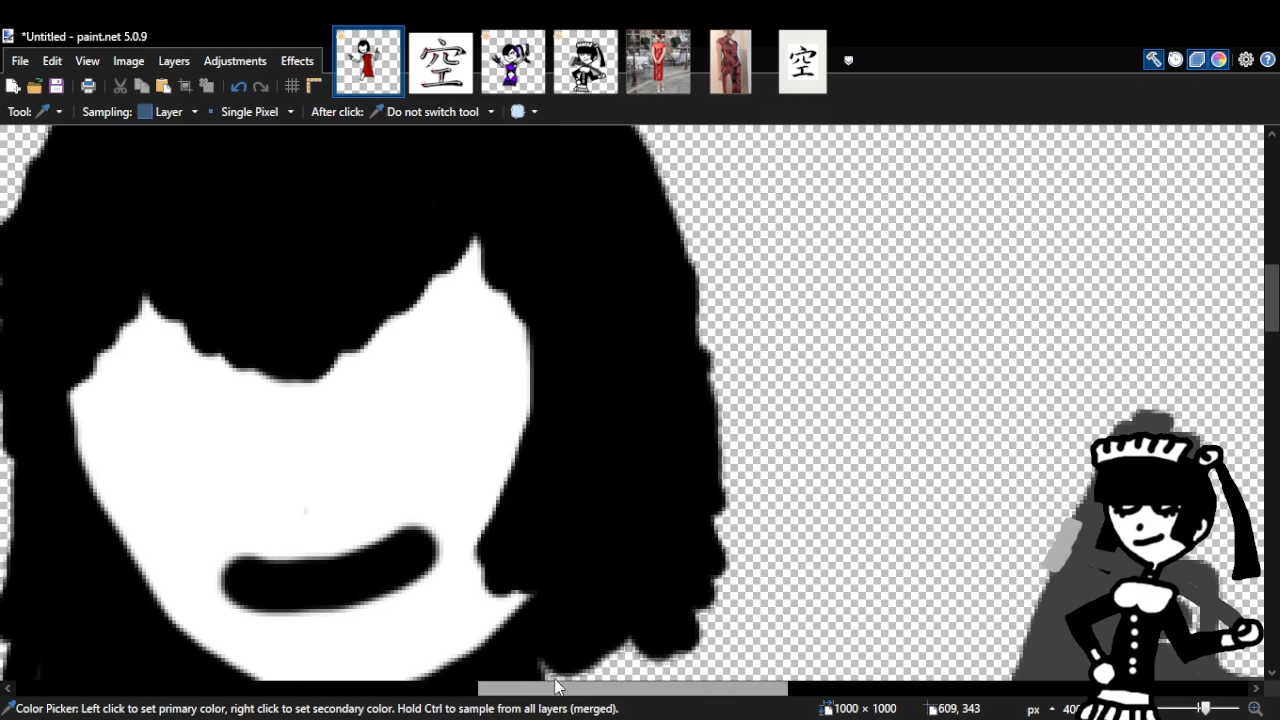 *Untitled - paint.net 5.0.9
File Edit View Image Layers Adjustments Effects
空
空
Tool: Sampling: Layer Single Pixel After click: Do not switch tool
Color Picker: Left click to set primary color, right click to set secondary color. Hold Ctrl to sample from all layers (merged).
1000 × 1000 609, 343 px